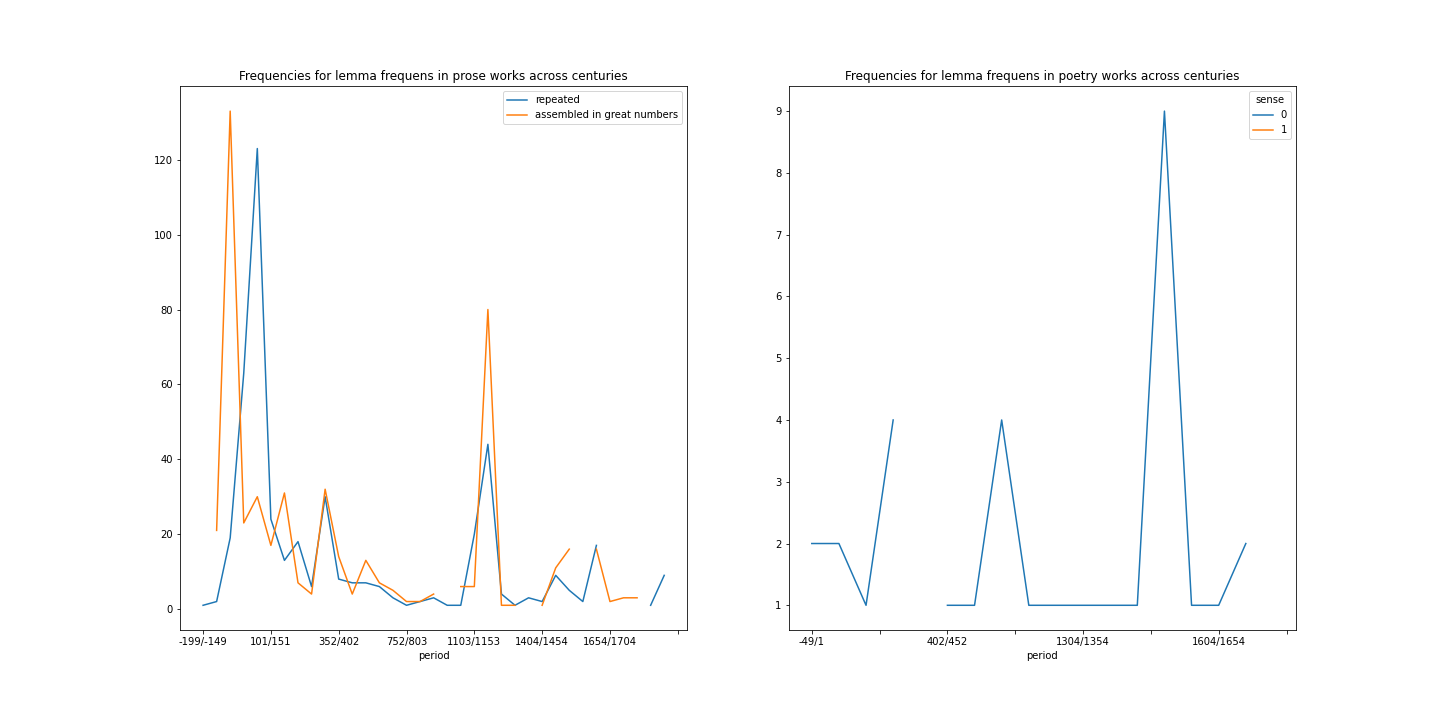 Frequencies for lemma frequens in prose works across centuries
repeated
assembled in great numbers
120
100
80
60
40
20
0
-199/-149 101/151 352/402 752/803 1103/1153 1404/1454 1654/1704
period
Frequencies for lemma frequens in poetry works across centuries
sense
0
1
9
8
7
6
5
4
3
2
1
-49/1 402/452 1304/1354 1604/1654
period